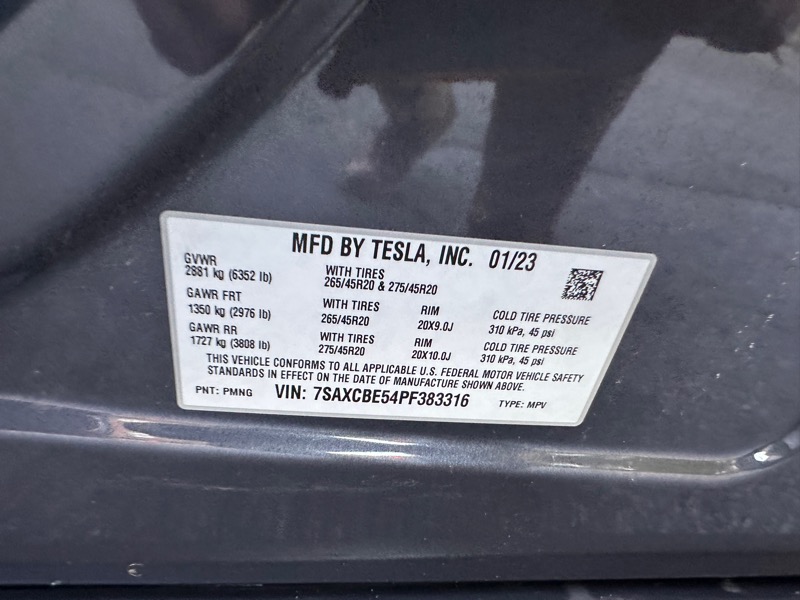 MFD BY TESLA, INC. 01/23
GVWR
2881 kg (6352 lb)
WITH TIRES
265/45R20 & 275/45R20
GAWR FRT
1350 kg (2976 lb)
WITH TIRES
265/45R20
RIM
20X9.0J
COLD TIRE PRESSURE
310 kPa, 45 psi
GAWR RR
1727 kg (3808 lb)
WITH TIRES
275/45R20
RIM
20X10.0J
COLD TIRE PRESSURE
310 kPa, 45 psi
THIS VEHICLE CONFORMS TO ALL APPLICABLE U.S. FEDERAL MOTOR VEHICLE SAFETY
STANDARDS IN EFFECT ON THE DATE OF MANUFACTURE SHOWN ABOVE.
PNT: PMNG VIN: 7SAXCBE54PF383316 TYPE: MPV